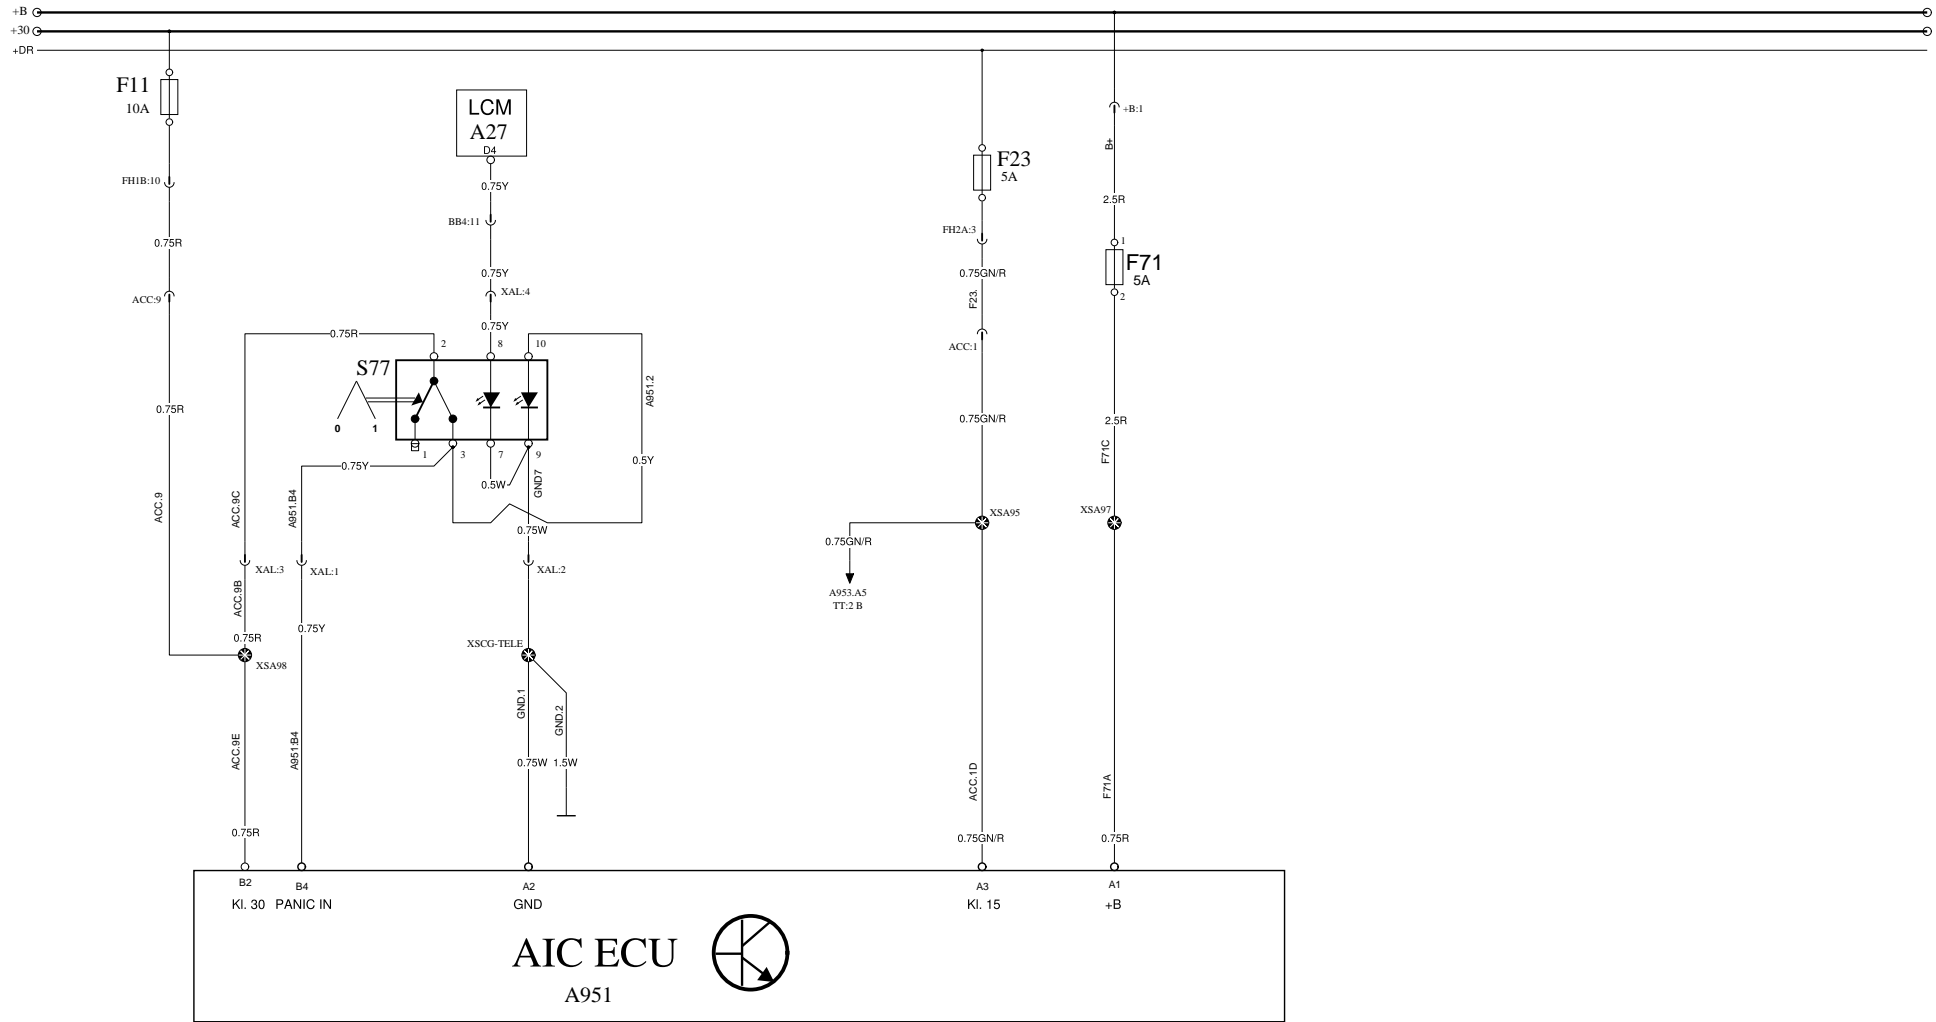 +B
+30
+DR
F11
10A
LCM
A27
D4
+B:1
B+
F23
5A
FH1B:10
0.75Y
2.5R
BB4:11
FH2A:3
0.75R
1
0.75Y
0.75GN/R
F71
5A
ACC:9
XAL:4
F23.
2
0.75Y
0.75R
2
8
10
ACC:1
S77
A951.2
0.75R
0
1
0.75GN/R
2.5R
1
3
7
9
0.75Y
0.5W
GND7
0.5Y
F71C
ACC.9
ACC.9C
A951.B4
0.75W
XSA95
XSA97
0.75GN/R
XAL:3
XAL:1
XAL:2
ACC.9B
A953.A5
TT:2 B
0.75Y
0.75R
XSCG-TELE
XSA98
GND.1
GND.2
ACC.9E
A951:B4
0.75W
1.5W
ACC.1D
F71A
0.75R
0.75GN/R
0.75R
B2
B4
A2
A3
A1
Kl. 30
PANIC IN
GND
Kl. 15
+B
AIC ECU
A951